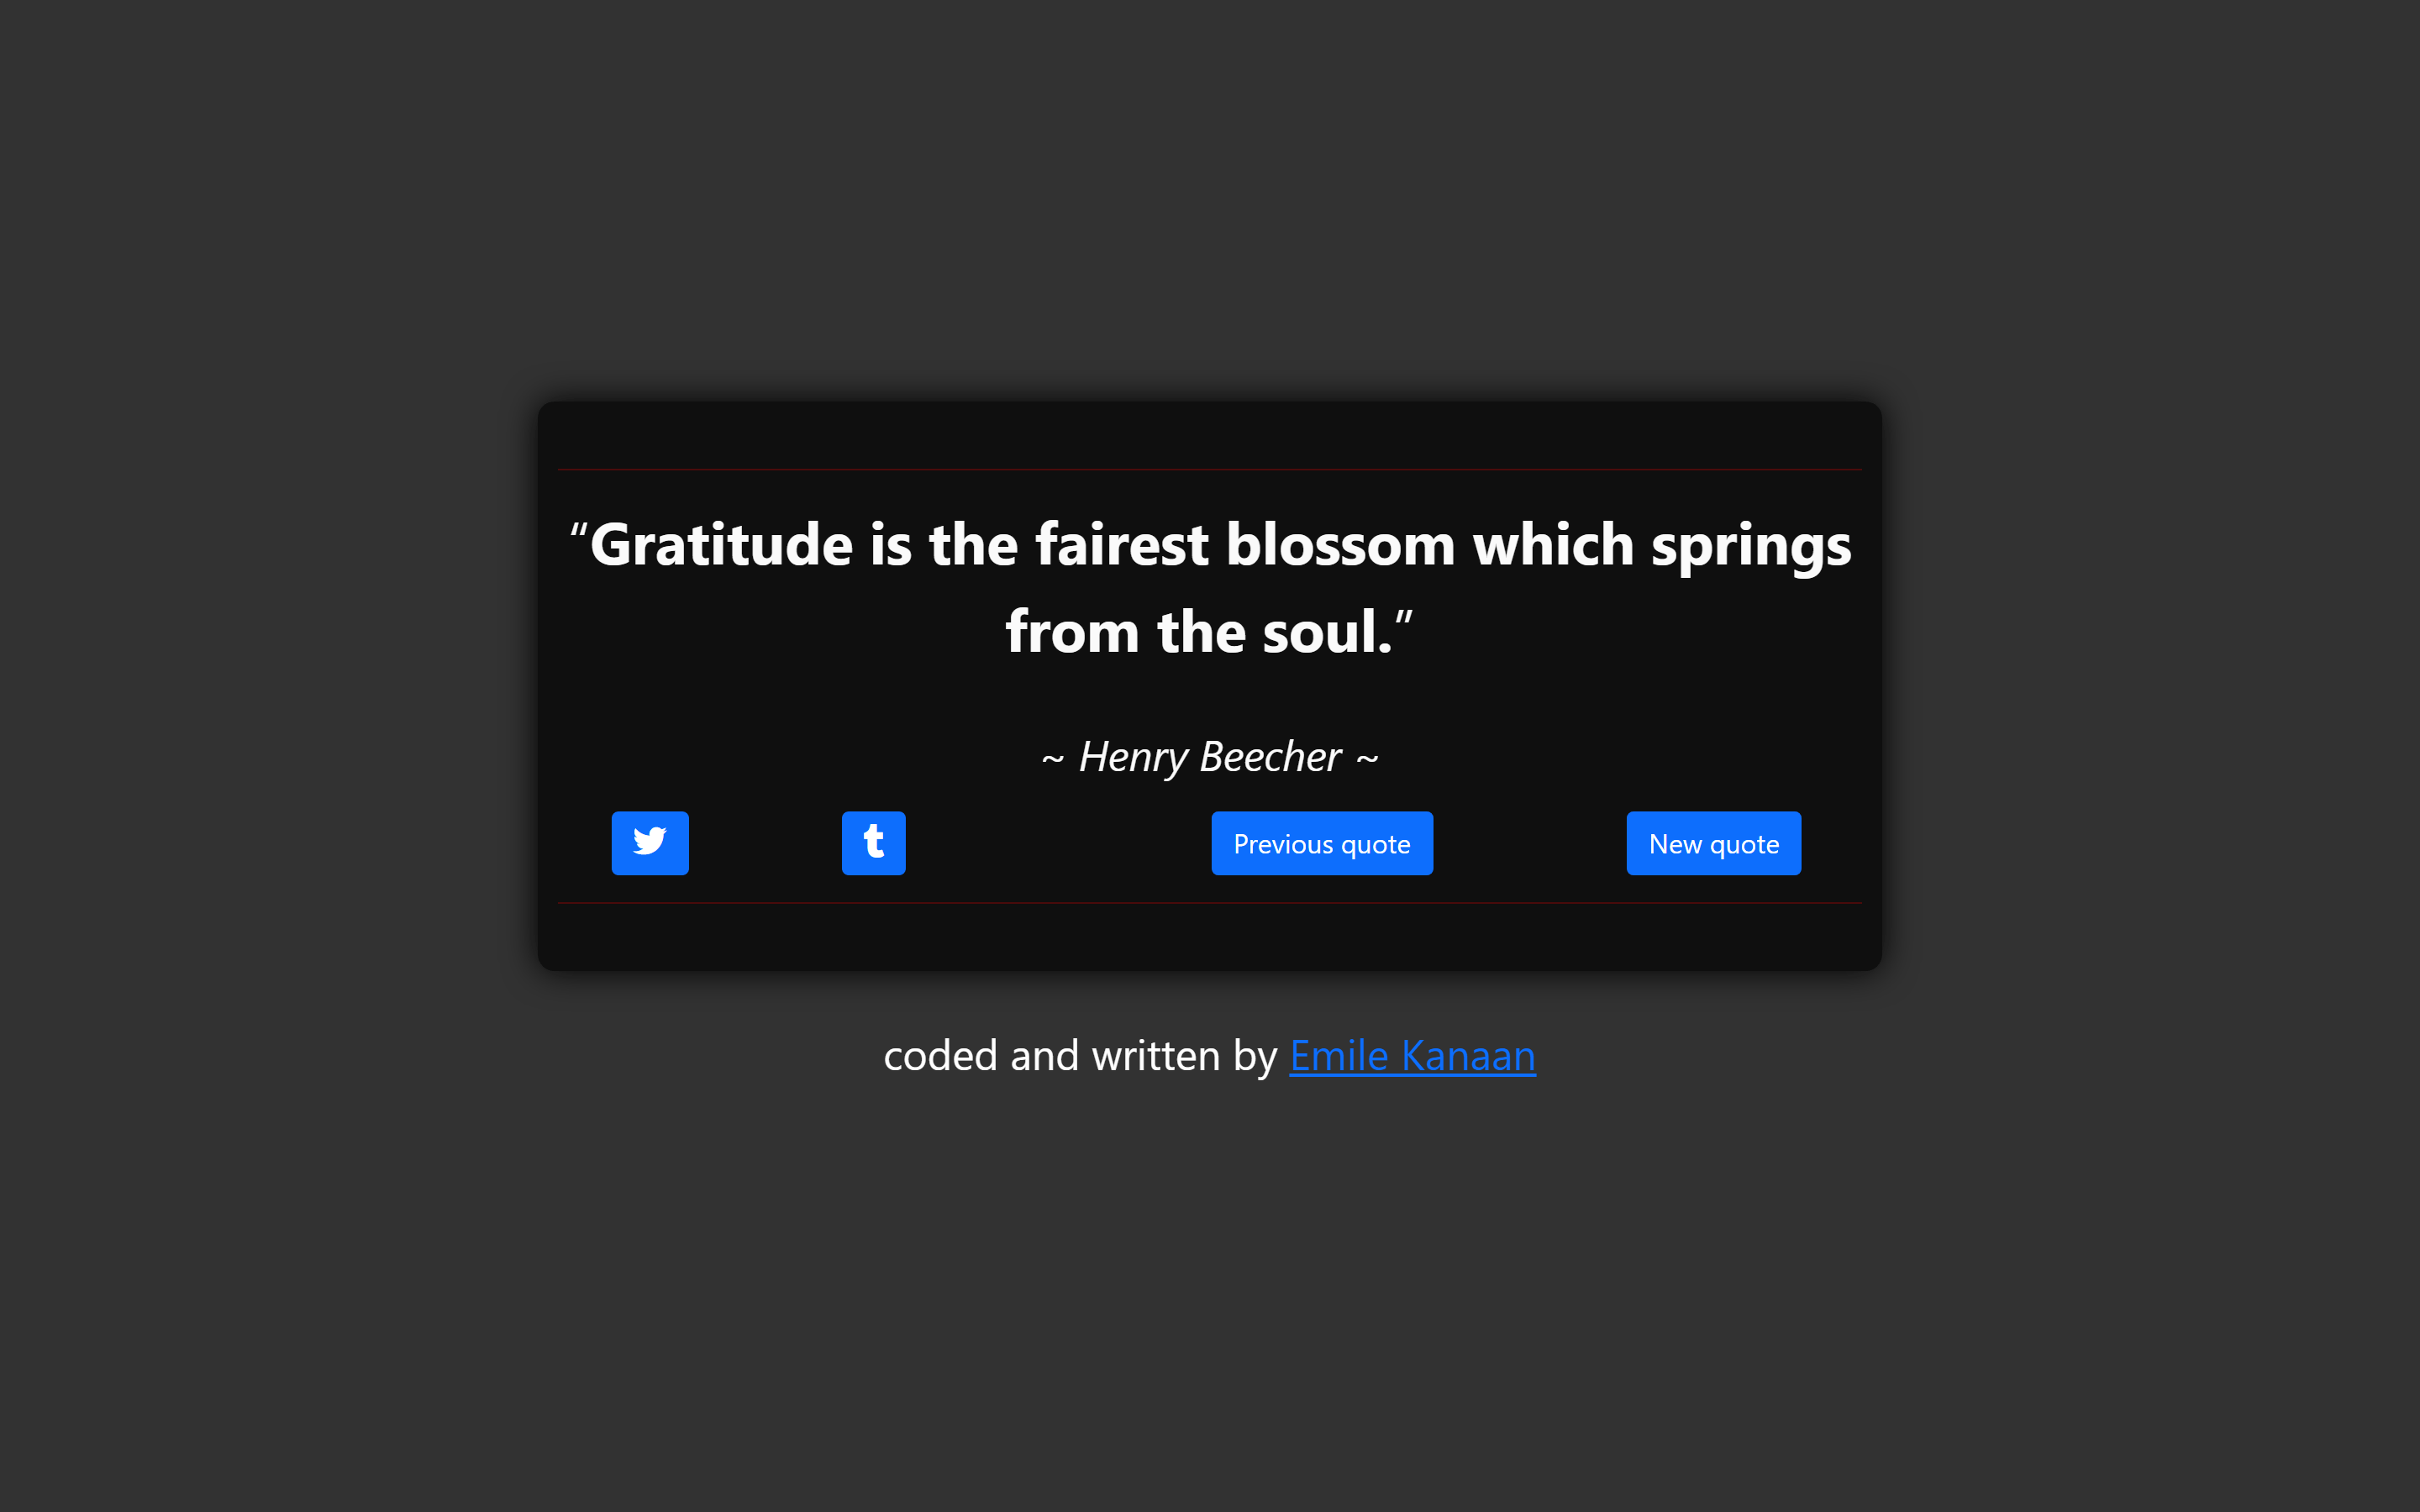 “Gratitude is the fairest blossom which springs
from the soul.”
~ Henry Beecher ~
t Previous quote New quote
coded and written by Emile Kanaan